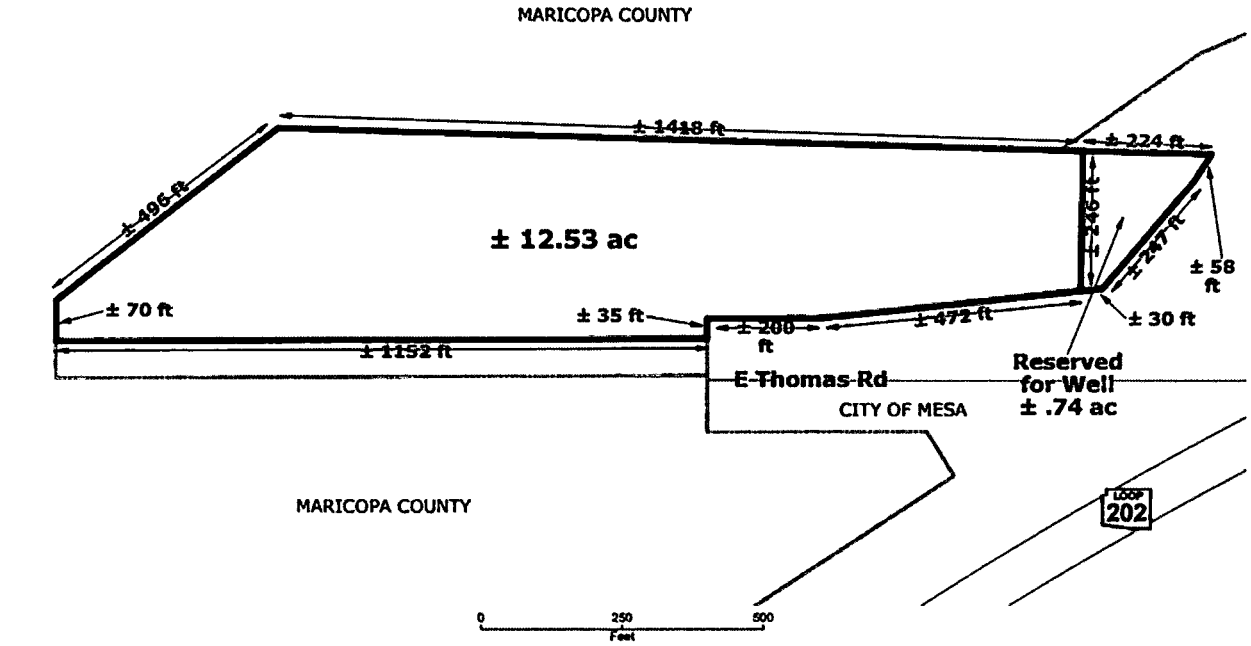 MARICOPA COUNTY
± 1418 ft
± 224 ft
± 496 ft
± 246 ft
± 247 ft
± 12.53 ac
± 58
ft
± 70 ft
± 35 ft
± 200
ft
± 472 ft
± 30 ft
± 1152 ft
Reserved
for Well
± .74 ac
E Thomas Rd
CITY OF MESA
MARICOPA COUNTY
LOOP
202
0 250 500
Feet